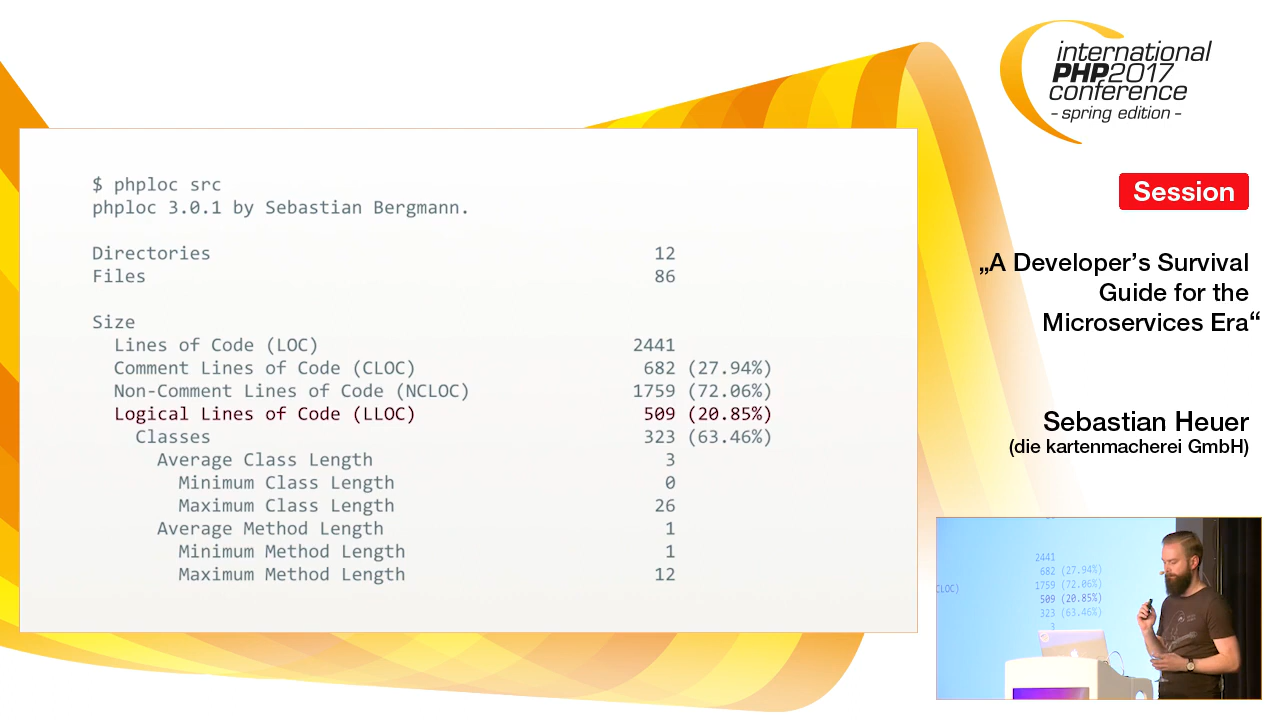 $ phploc src
phploc 3.0.1 by Sebastian Bergmann.
Directories 12
Files 86
Size
Lines of Code (LOC) 2441
Comment Lines of Code (CLOC) 682 (27.94%)
Non-Comment Lines of Code (NCLOC) 1759 (72.06%)
Logical Lines of Code (LLOC) 509 (20.85%)
Classes 323 (63.46%)
Average Class Length 3
Minimum Class Length 0
Maximum Class Length 26
Average Method Length 1
Minimum Method Length 1
Maximum Method Length 12
international
PHP2017
conference
- spring edition -
Session
„A Developer's Survival
Guide for the
Microservices Era“
Sebastian Heuer
(die kartenmacherei GmbH)
2441
682 (27.94%)
CLOC) 1759 (72.06%)
509 (20.85%)
323 (63.46%)
3